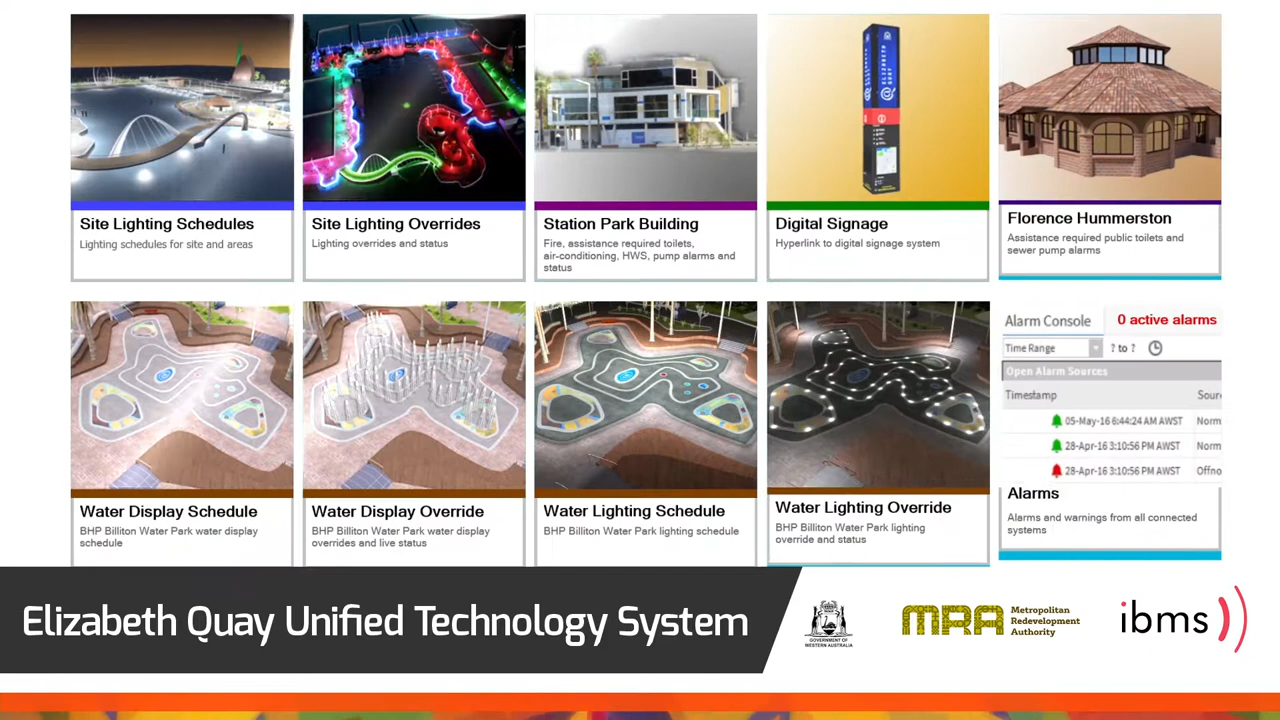 Site Lighting Schedules
Lighting schedules for site and areas
Site Lighting Overrides
Lighting overrides and status
Station Park Building
Fire, assistance required toilets,
air-conditioning, HWS, pump alarms and
status
ELIZABETH
QUAY
Digital Signage
Hyperlink to digital signage system
Florence Hummerston
Assistance required public toilets and
sewer pump alarms
Water Display Schedule
BHP Billiton Water Park water display
schedule
Water Display Override
BHP Billiton Water Park water display
overrides and live status
Water Lighting Schedule
BHP Billiton Water Park lighting schedule
Water Lighting Override
BHP Billiton Water Park lighting
override and status
Alarm Console
0 active alarms
Time Range
? to ?
Open Alarm Sources
Timestamp Sour
05-May-16 6:44:24 AM AWST Norm
28-Apr-16 3:10:56 PM AWST Norm
28-Apr-16 3:10:56 PM AWST Offno
Alarms
Alarms and warnings from all connected
systems
Elizabeth Quay Unified Technology System
GOVERNMENT OF
WESTERN AUSTRALIA
MRA
Metropolitan
Redevelopment
Authority
ibms